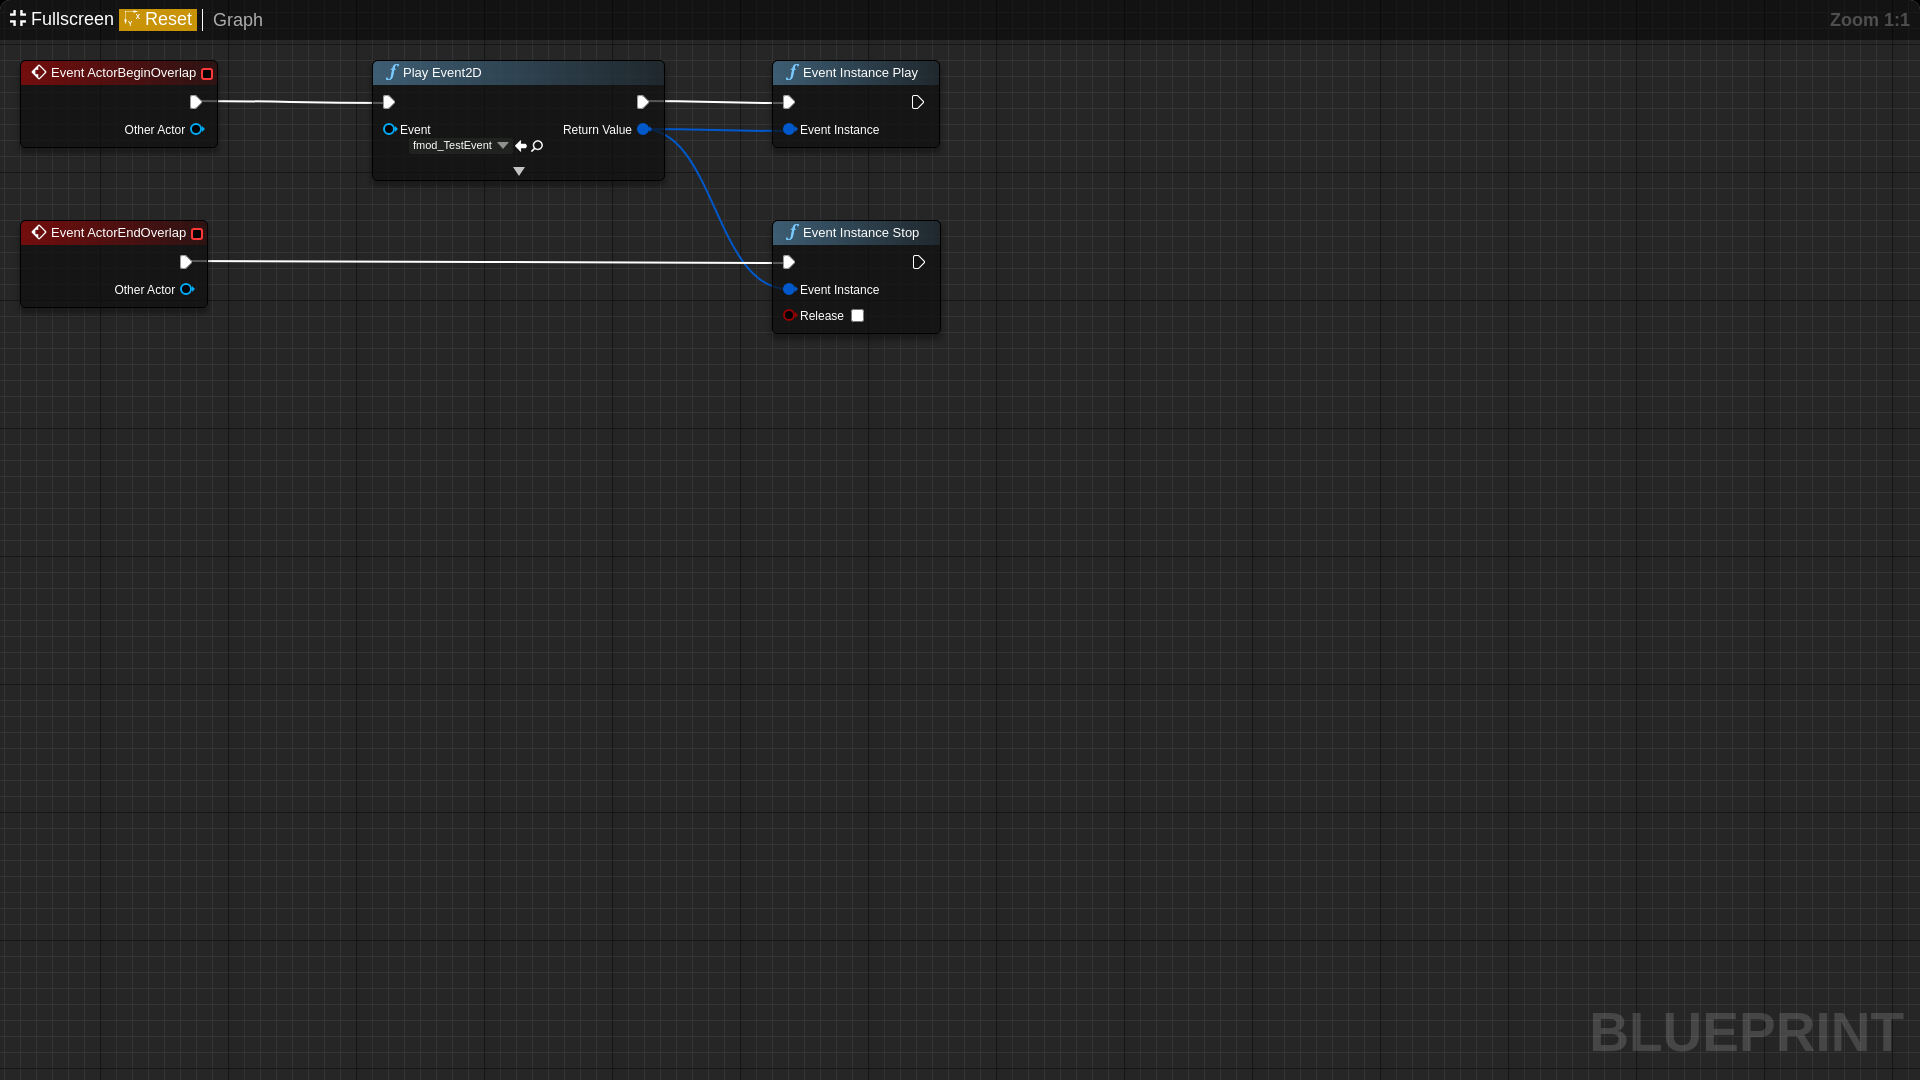 Fullscreen Reset Graph Zoom 1:1
Event ActorBeginOverlap
Other Actor
Play Event2D
Event Return Value
fmod_TestEvent
Event Instance Play
Event Instance
Event ActorEndOverlap
Other Actor
Event Instance Stop
Event Instance
Release
BLUEPRINT